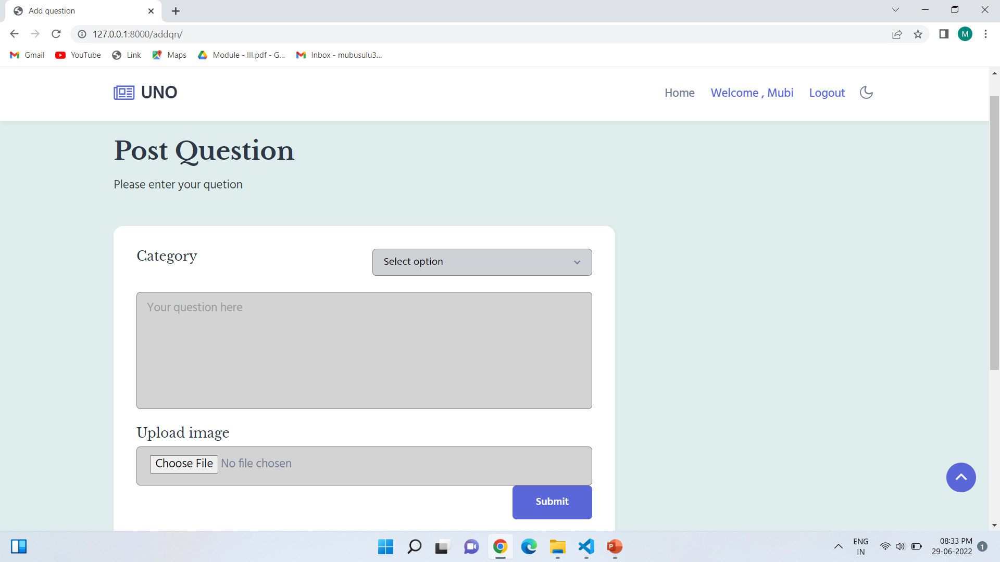 Add question
127.0.0.1:8000/addqn/
M
Gmail YouTube Link Maps Module - III.pdf - G... Inbox - mubusulu3...
UNO Home Welcome , Mubi Logout
Post Question
Please enter your quetion
Category Select option
Your question here
Upload image
Choose File No file chosen
Submit
P
ENG
IN
08:33 PM
29-06-2022
1